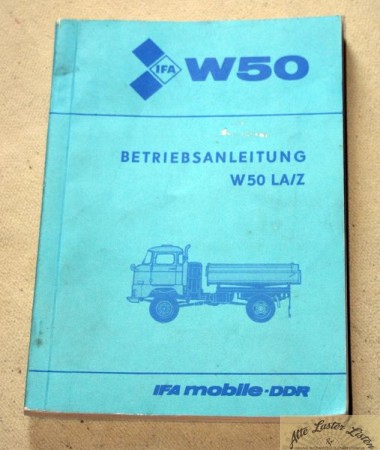 IFA W50
BETRIEBSANLEITUNG
W50 LA/Z
IFA mobile-DDR
Alte Laster Listen